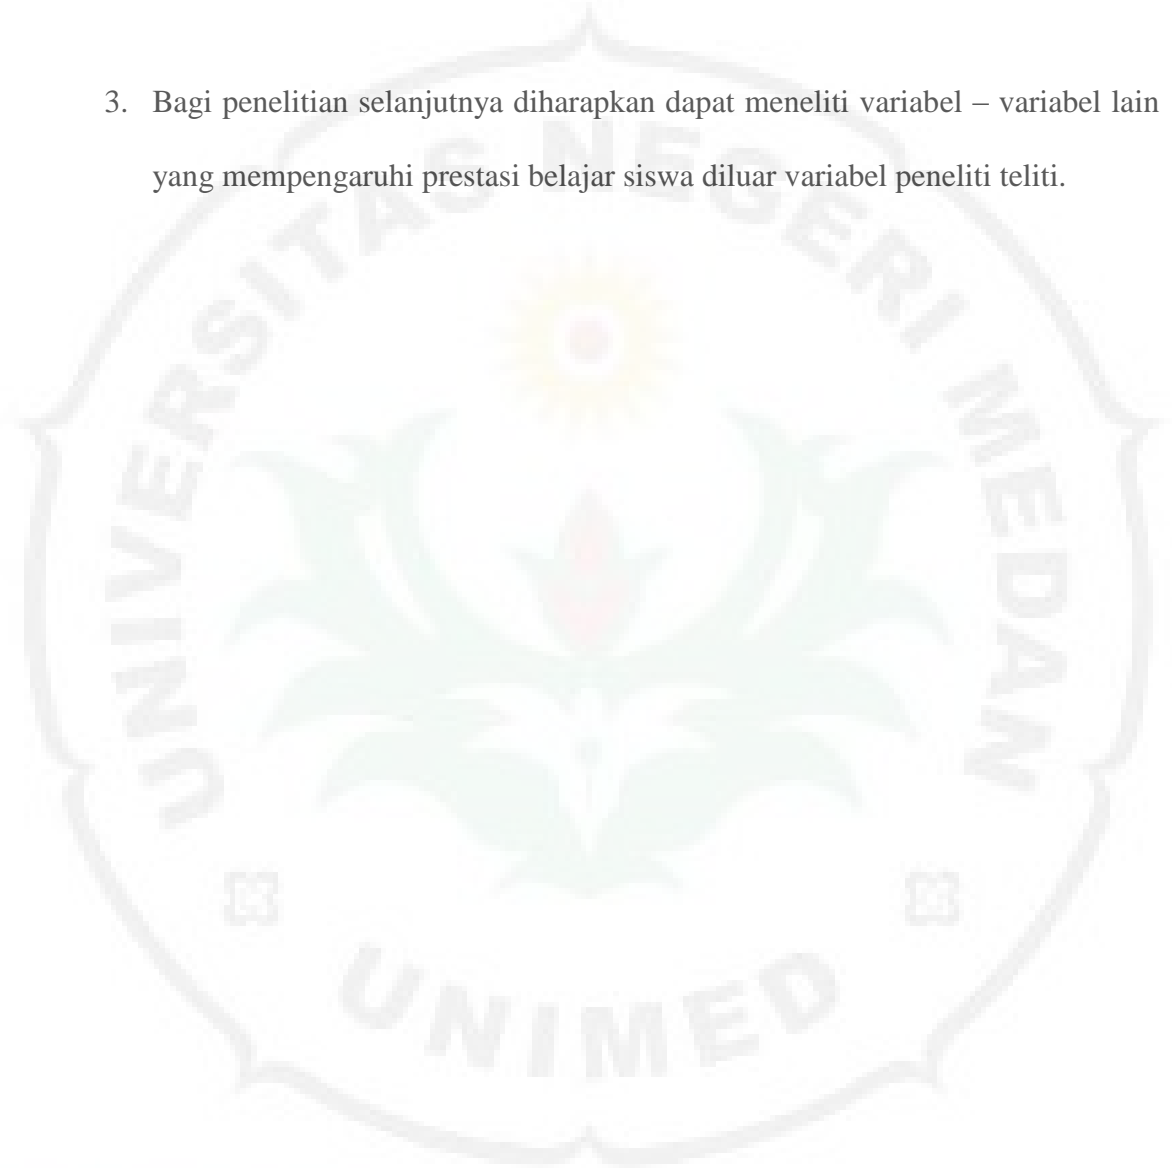 3. Bagi penelitian selanjutnya diharapkan dapat meneliti variabel – variabel lain
yang mempengaruhi prestasi belajar siswa diluar variabel peneliti teliti.
UNIVERSITAS NEGERI MEDAN
UNIMED